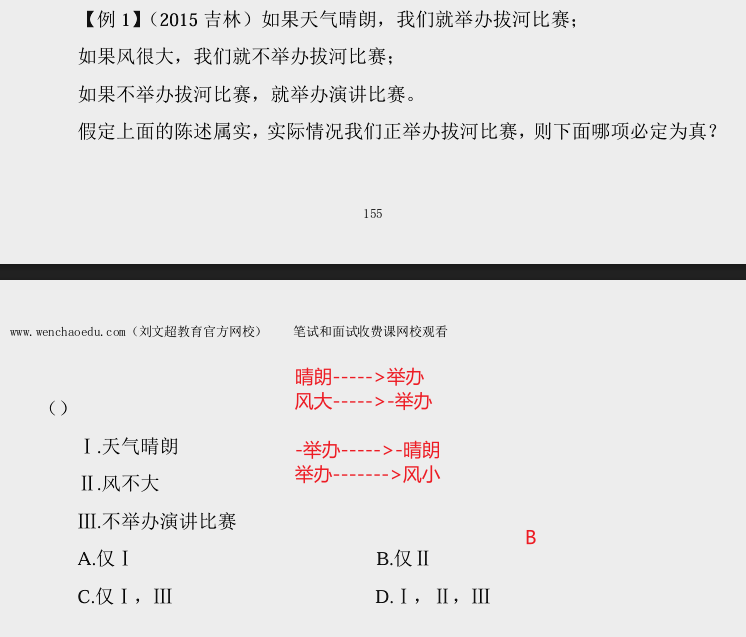 【例 1】（2015 吉林）如果天气晴朗，我们就举办拔河比赛；
如果风很大，我们就不举办拔河比赛；
如果不举办拔河比赛，就举办演讲比赛。
假定上面的陈述属实，实际情况我们正举办拔河比赛，则下面哪项必定为真？
155
www.wenchaoedu.com（刘文超教育官方网校） 笔试和面试收费课网校观看
晴朗----->举办
风大----->-举办
（）
Ⅰ.天气晴朗
-举办----->-晴朗
Ⅱ.风不大
举办------->风小
Ⅲ.不举办演讲比赛
B
A.仅Ⅰ B.仅Ⅱ
C.仅Ⅰ，Ⅲ D.Ⅰ，Ⅱ，Ⅲ